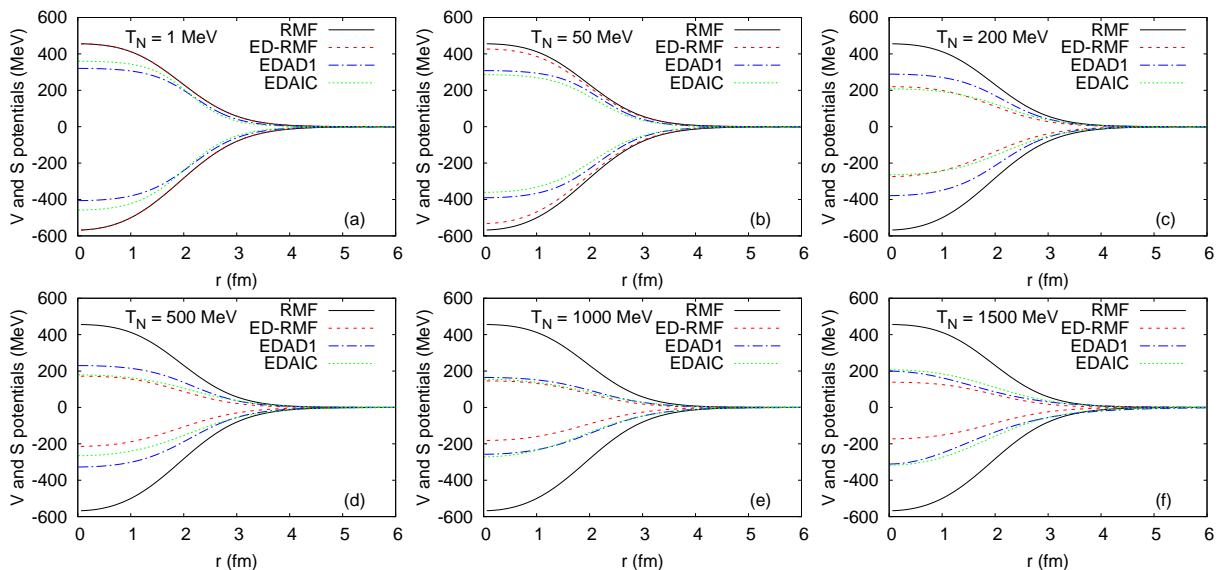 600
400
200
0
-200
-400
-600
0 1 2 3 4 5 6
V and S potentials (MeV)
r (fm)
T_N = 1 MeV
RMF
ED-RMF
EDAD1
EDAIC
(a)
600
400
200
0
-200
-400
-600
0 1 2 3 4 5 6
V and S potentials (MeV)
r (fm)
T_N = 50 MeV
RMF
ED-RMF
EDAD1
EDAIC
(b)
600
400
200
0
-200
-400
-600
0 1 2 3 4 5 6
V and S potentials (MeV)
r (fm)
T_N = 200 MeV
RMF
ED-RMF
EDAD1
EDAIC
(c)
600
400
200
0
-200
-400
-600
0 1 2 3 4 5 6
V and S potentials (MeV)
r (fm)
T_N = 500 MeV
RMF
ED-RMF
EDAD1
EDAIC
(d)
600
400
200
0
-200
-400
-600
0 1 2 3 4 5 6
V and S potentials (MeV)
r (fm)
T_N = 1000 MeV
RMF
ED-RMF
EDAD1
EDAIC
(e)
600
400
200
0
-200
-400
-600
0 1 2 3 4 5 6
V and S potentials (MeV)
r (fm)
T_N = 1500 MeV
RMF
ED-RMF
EDAD1
EDAIC
(f)